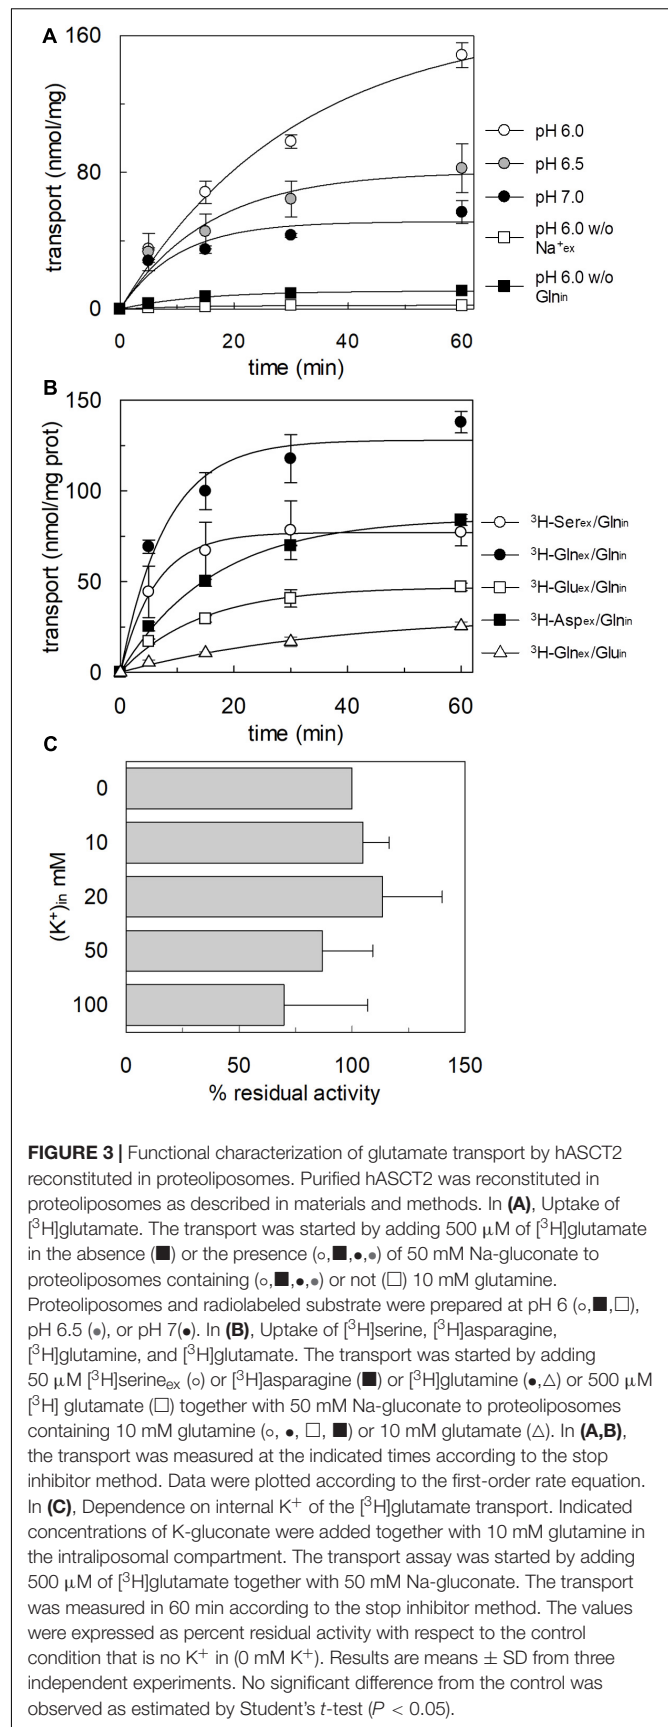 A
160
80
0
transport (nmol/mg)
0 20 40 60
time (min)
pH 6.0
pH 6.5
pH 7.0
pH 6.0 w/o
Na+ex
pH 6.0 w/o
Glnin
B
150
100
50
0
transport (nmol/mg prot)
0 20 40 60
time (min)
³H-Serex/Glnin
³H-Glnex/Glnin
³H-Gluex/Glnin
³H-Aspex/Glnin
³H-Glnex/Gluin
C
0
10
20
50
100
(K⁺)in mM
0 50 100 150
% residual activity
FIGURE 3 | Functional characterization of glutamate transport by hASCT2
reconstituted in proteoliposomes. Purified hASCT2 was reconstituted in
proteoliposomes as described in materials and methods. In (A), Uptake of
[³H]glutamate. The transport was started by adding 500 μM of [³H]glutamate
in the absence (■) or the presence (○,■,●,●) of 50 mM Na-gluconate to
proteoliposomes containing (○,■,●,●) or not (□) 10 mM glutamine.
Proteoliposomes and radiolabeled substrate were prepared at pH 6 (○,■,□),
pH 6.5 (●), or pH 7(●). In (B), Uptake of [³H]serine, [³H]asparagine,
[³H]glutamine, and [³H]glutamate. The transport was started by adding
50 μM [³H]serineex (○) or [³H]asparagine (■) or [³H]glutamine (●,△) or 500 μM
[³H] glutamate (□) together with 50 mM Na-gluconate to proteoliposomes
containing 10 mM glutamine (○, ●, □, ■) or 10 mM glutamate (△). In (A,B),
the transport was measured at the indicated times according to the stop
inhibitor method. Data were plotted according to the first-order rate equation.
In (C), Dependence on internal K⁺ of the [³H]glutamate transport. Indicated
concentrations of K-gluconate were added together with 10 mM glutamine in
the intraliposomal compartment. The transport assay was started by adding
500 μM of [³H]glutamate together with 50 mM Na-gluconate. The transport
was measured in 60 min according to the stop inhibitor method. The values
were expressed as percent residual activity with respect to the control
condition that is no K⁺ in (0 mM K⁺). Results are means ± SD from three
independent experiments. No significant difference from the control was
observed as estimated by Student's t-test (P < 0.05).